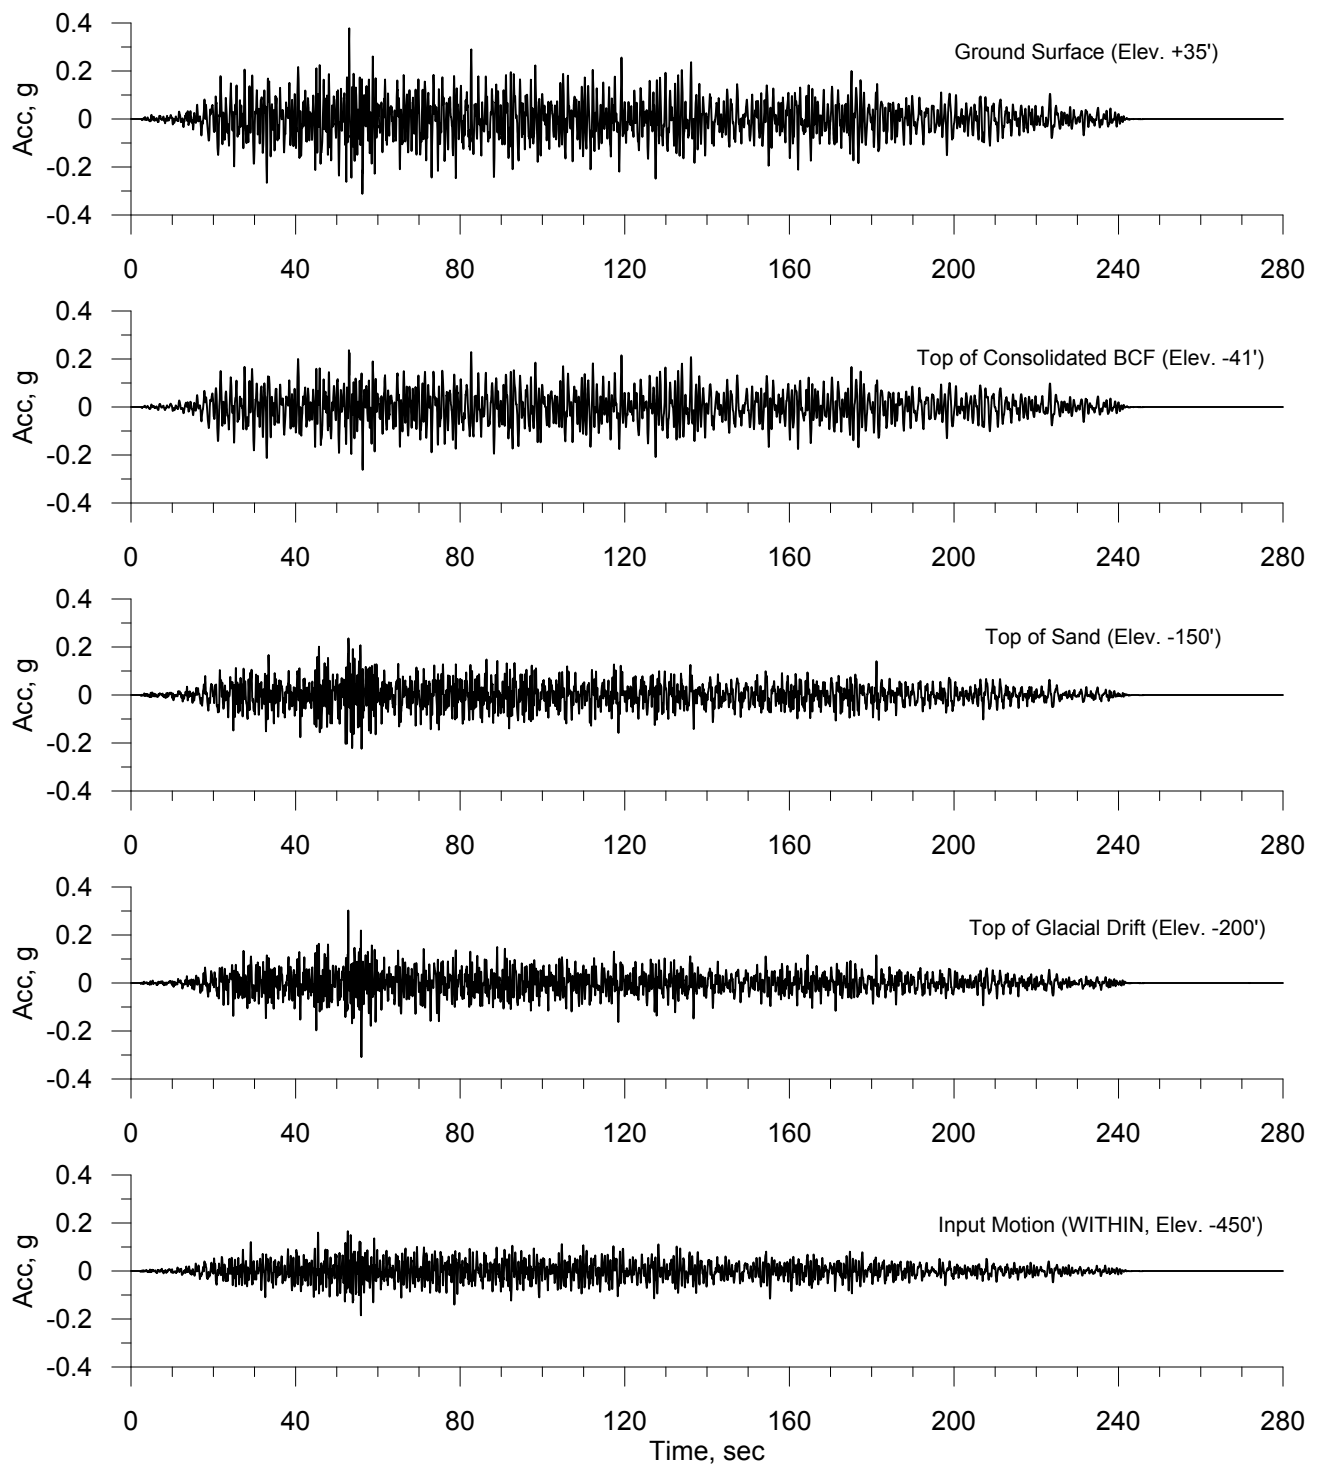 0.4
Ground Surface (Elev. +35')
0.2
0
-0.2
-0.4
Acc, g
0 40 80 120 160 200 240 280
0.4
Top of Consolidated BCF (Elev. -41')
0.2
0
-0.2
-0.4
Acc, g
0 40 80 120 160 200 240 280
0.4
Top of Sand (Elev. -150')
0.2
0
-0.2
-0.4
Acc, g
0 40 80 120 160 200 240 280
0.4
Top of Glacial Drift (Elev. -200')
0.2
0
-0.2
-0.4
Acc, g
0 40 80 120 160 200 240 280
0.4
Input Motion (WITHIN, Elev. -450')
0.2
0
-0.2
-0.4
Acc, g
0 40 80 120 160 200 240 280
Time, sec